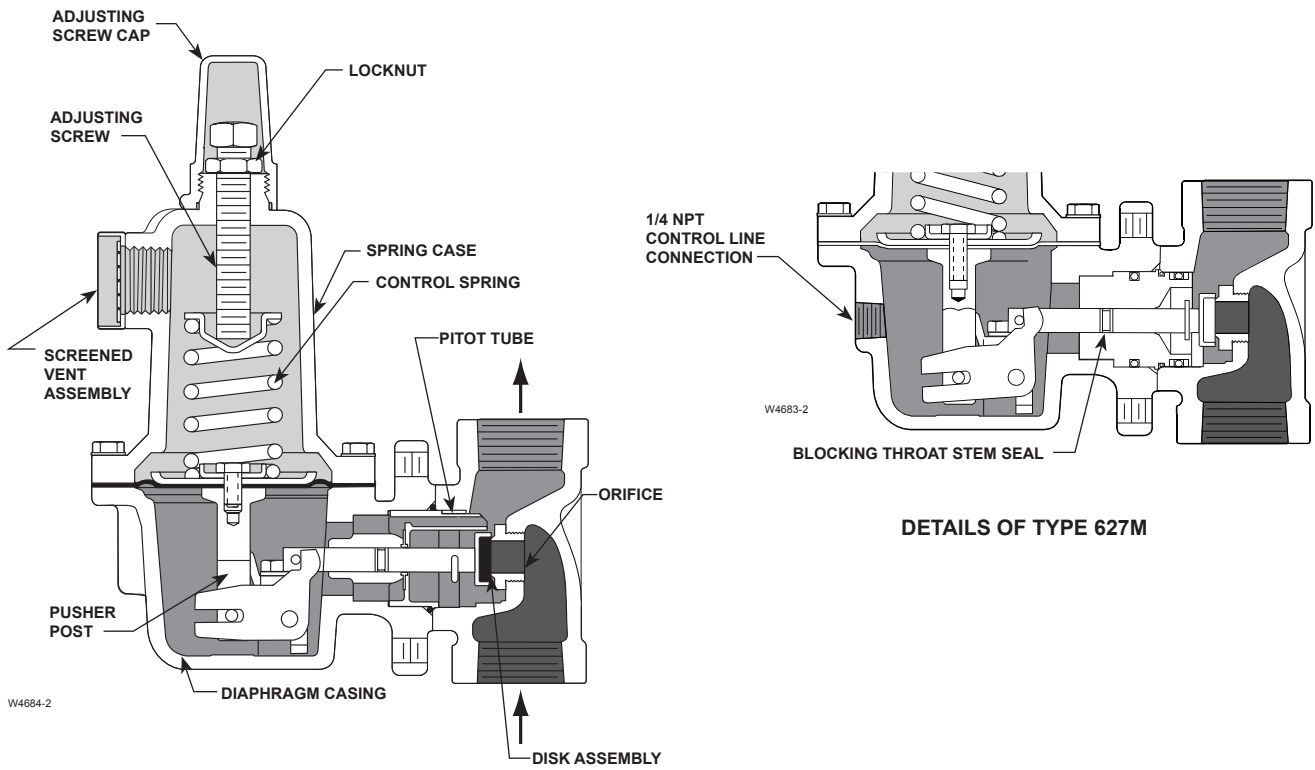 ADJUSTING
SCREW CAP
LOCKNUT
ADJUSTING
SCREW
SPRING CASE
CONTROL SPRING
PITOT TUBE
SCREENED
VENT
ASSEMBLY
ORIFICE
PUSHER
POST
DIAPHRAGM CASING
DISK ASSEMBLY
W4684-2
1/4 NPT
CONTROL LINE
CONNECTION
W4683-2
BLOCKING THROAT STEM SEAL
DETAILS OF TYPE 627M